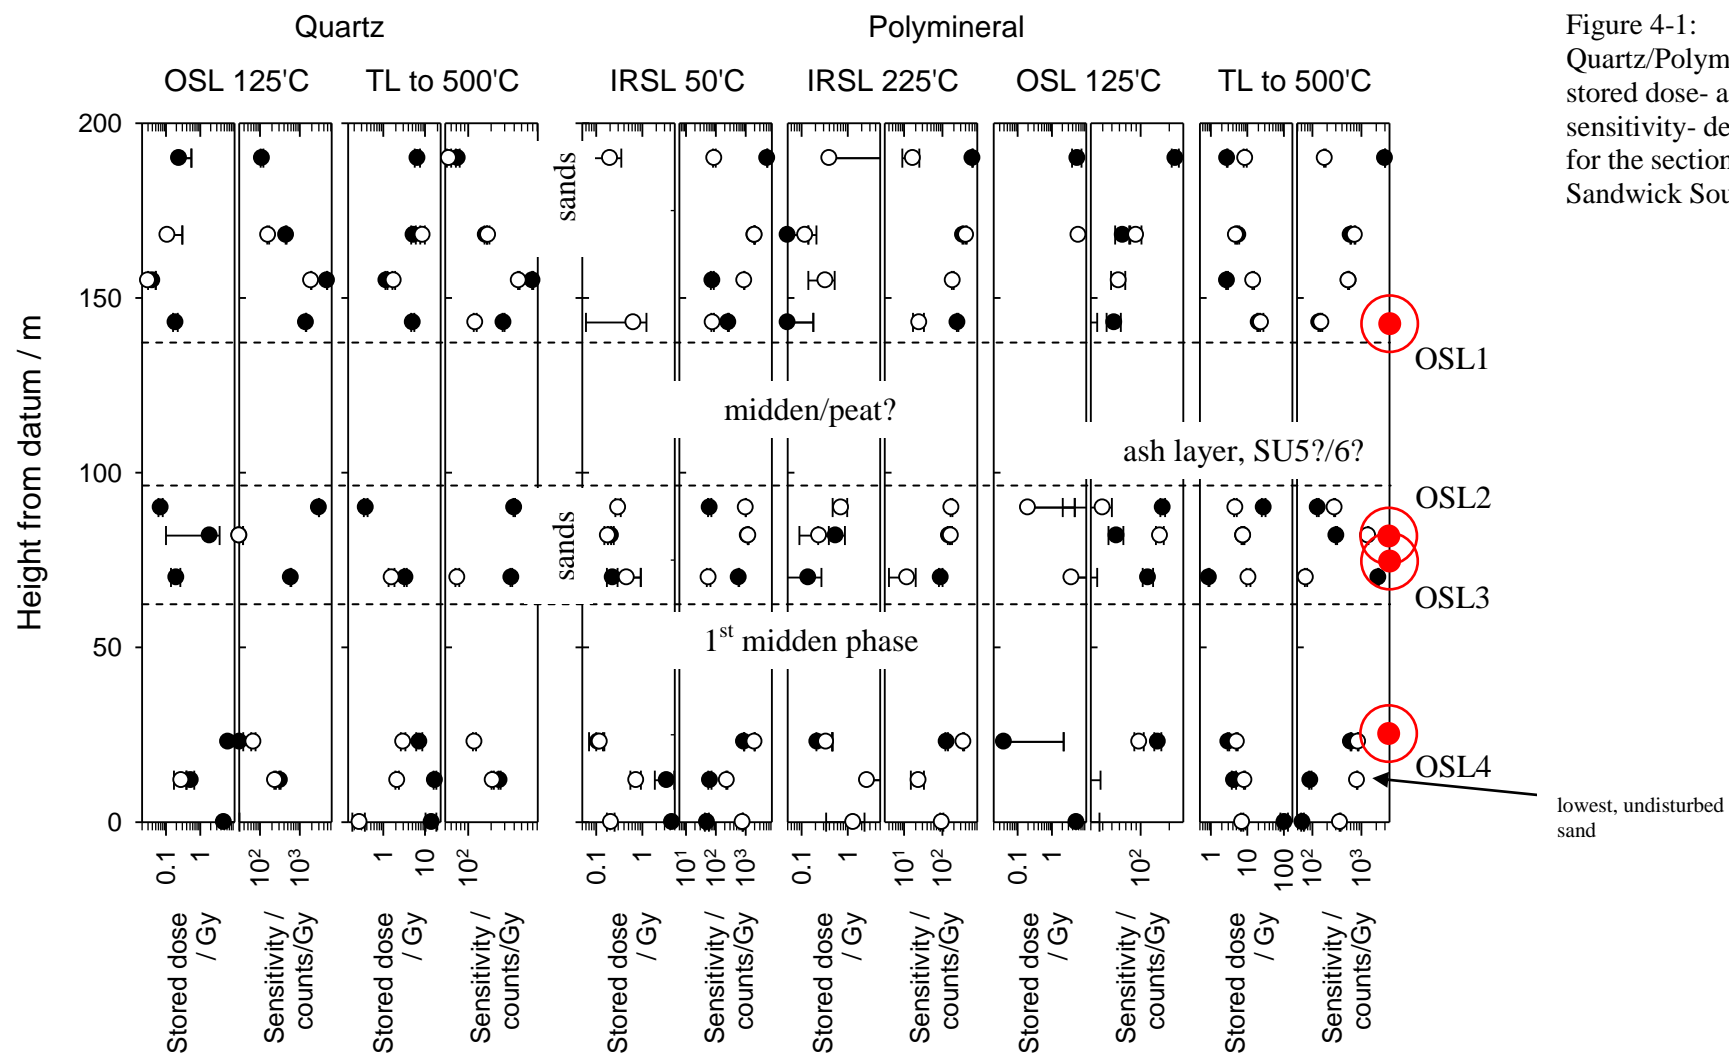 Quartz
Polymineral
OSL 125'C
TL to 500'C
IRSL 50'C
IRSL 225'C
OSL 125'C
TL to 500'C
Figure 4-1:
Quartz/Polym
stored dose- a
sensitivity- de
for the section
Sandwick Sou
Height from datum / m
200
150
100
50
0
sands
OSL1
midden/peat?
ash layer, SU5?/6?
OSL2
sands
OSL3
1st midden phase
OSL4
lowest, undisturbed
sand
0.1
1
10²
10³
1
10
10²
0.1
1
10¹
10²
10³
0.1
1
10¹
10²
0.1
1
10²
1
10
100
10²
10³
Stored dose
/ Gy
Sensitivity /
counts/Gy
Stored dose
/ Gy
Sensitivity /
counts/Gy
Stored dose
/ Gy
Sensitivity /
counts/Gy
Stored dose
/ Gy
Sensitivity /
counts/Gy
Stored dose
/ Gy
Sensitivity /
counts/Gy
Stored dose
/ Gy
Sensitivity /
counts/Gy